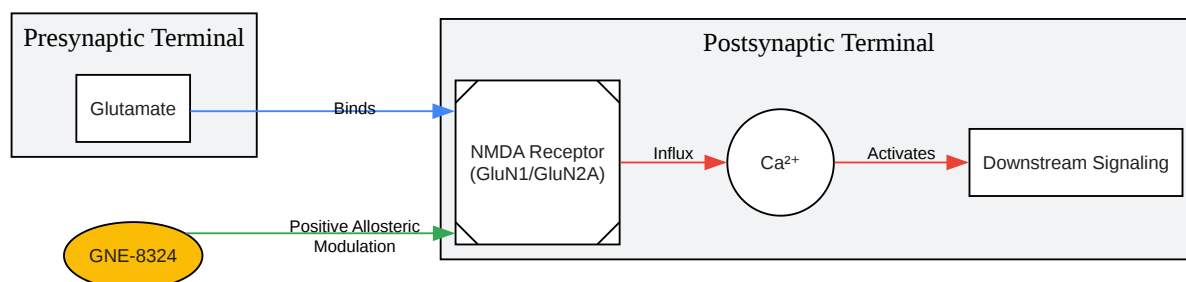 Presynaptic Terminal
Postsynaptic Terminal
Glutamate
Binds
NMDA Receptor
(GluN1/GluN2A)
Influx
Ca²⁺
Activates
Downstream Signaling
Positive Allosteric
Modulation
GNE-8324